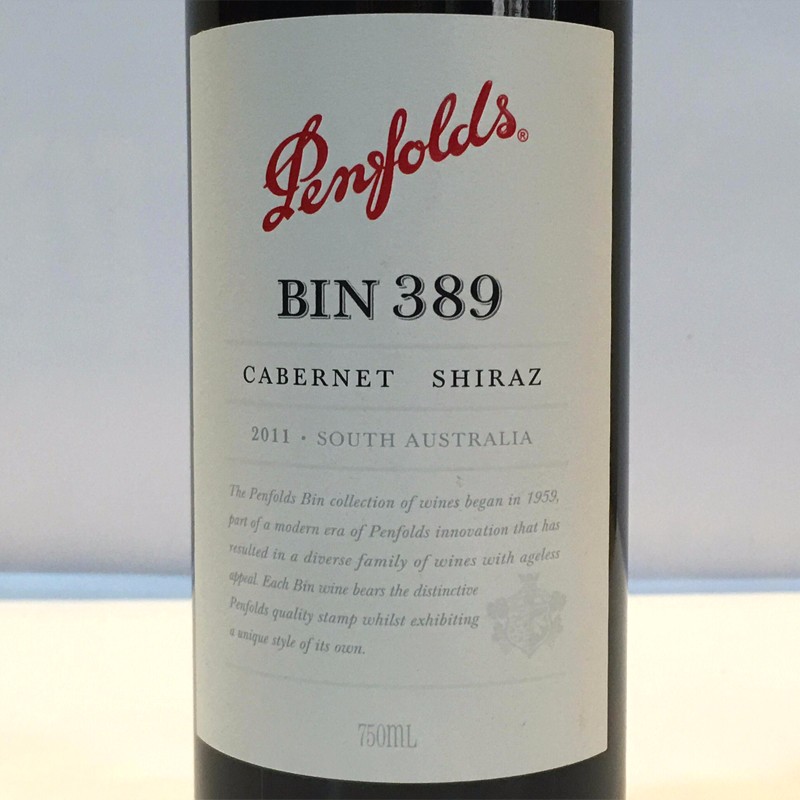 Penfolds®
BIN 389
CABERNET SHIRAZ
2011 · SOUTH AUSTRALIA
The Penfolds Bin collection of wines began in 1959,
part of a modern era of Penfolds innovation that has
resulted in a diverse family of wines with ageless
appeal. Each Bin wine bears the distinctive
Penfolds quality stamp whilst exhibiting
a unique style of its own.
750ML